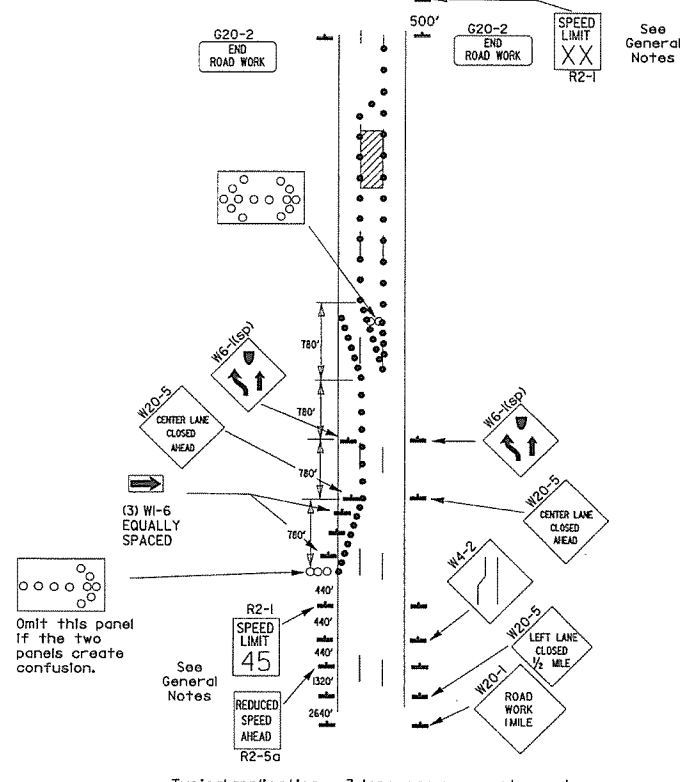 500'
G20-2
END
ROAD WORK
G20-2
END
ROAD WORK
SPEED
LIMIT
XX
R2-1
See
General
Notes
780'
W6-1(sp)
780'
W20-5
CENTER LANE
CLOSED
AHEAD
780'
(3) W1-6
EQUALLY
SPACED
780'
W6-1(sp)
W20-5
CENTER LANE
CLOSED
AHEAD
Omit this panel
if the two
panels create
confusion.
440'
R2-1
SPEED
LIMIT
45
440'
440'
See
General
Notes
1320'
REDUCED
SPEED
AHEAD
R2-5a
2640'
W4-2
W20-5
LEFT LANE
CLOSED
1/2 MILE
W20-1
ROAD
WORK
1 MILE